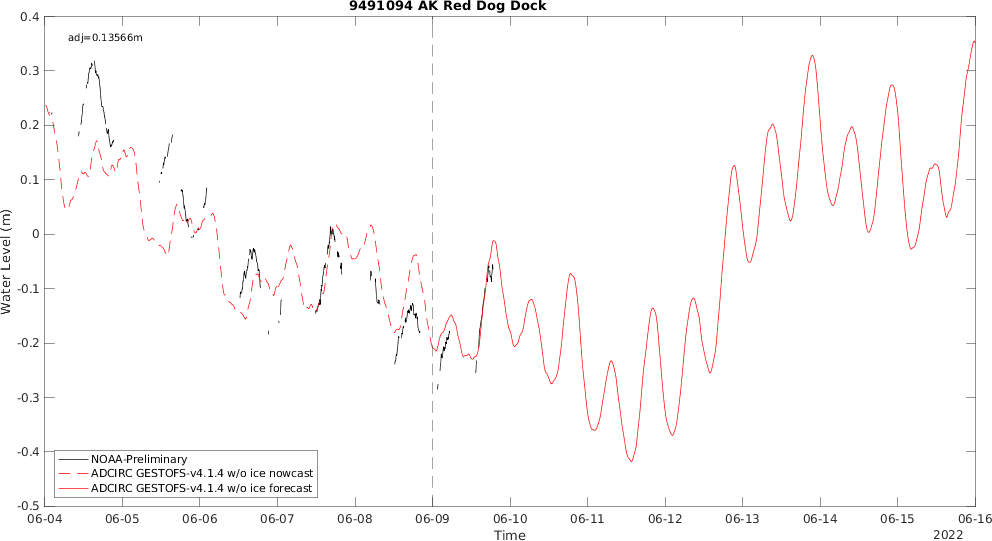 9491094 AK Red Dog Dock
adj=0.13566m
0.4
0.3
0.2
0.1
0
-0.1
-0.2
-0.3
-0.4
-0.5
Water Level (m)
NOAA-Preliminary
ADCIRC GESTOFS-v4.1.4 w/o ice nowcast
ADCIRC GESTOFS-v4.1.4 w/o ice forecast
06-04 06-05 06-06 06-07 06-08 06-09 06-10 06-11 06-12 06-13 06-14 06-15 06-16
Time
2022